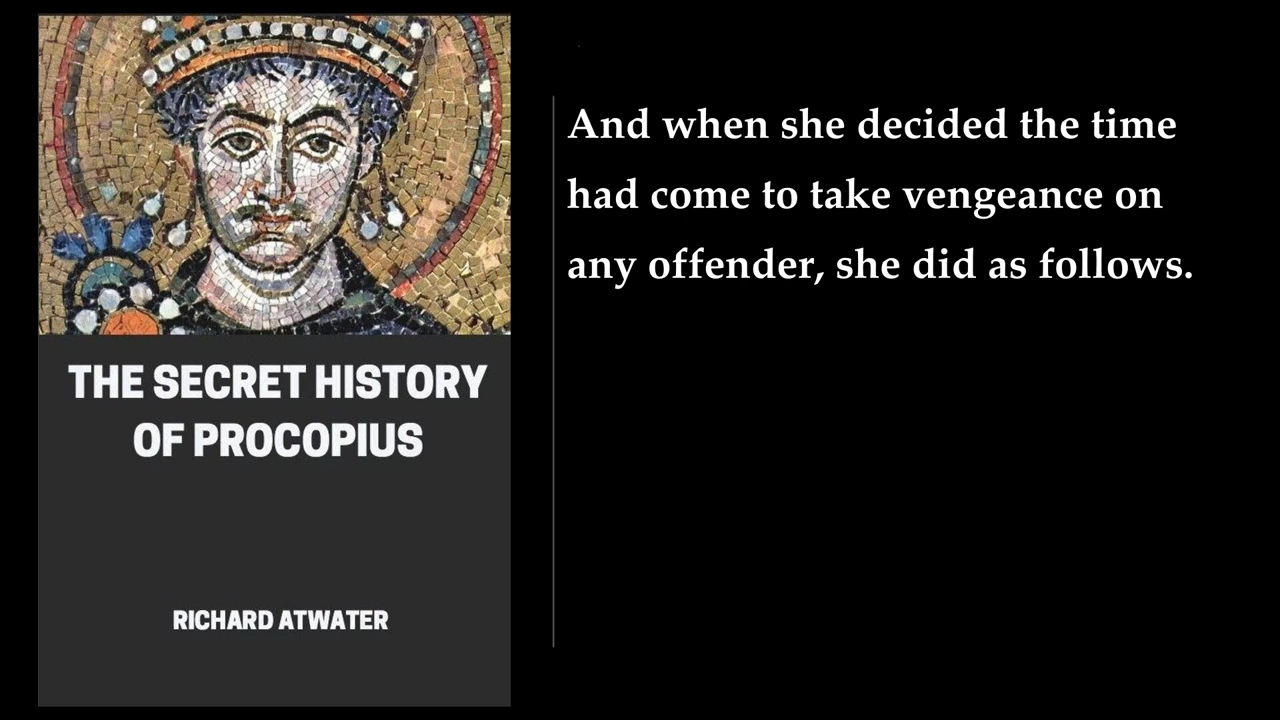 THE SECRET HISTORY
OF PROCOPIUS
RICHARD ATWATER
And when she decided the time
had come to take vengeance on
any offender, she did as follows.